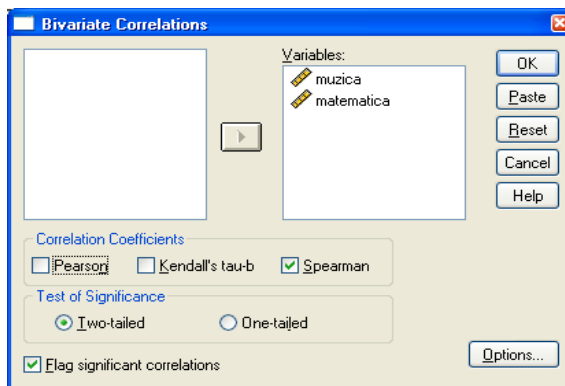 Bivariate Correlations
Variables:
muzica
matematica
OK
Paste
Reset
Cancel
Help
Correlation Coefficients
Pearson Kendall's tau-b Spearman
Test of Significance
Two-tailed One-tailed
Flag significant correlations
Options...